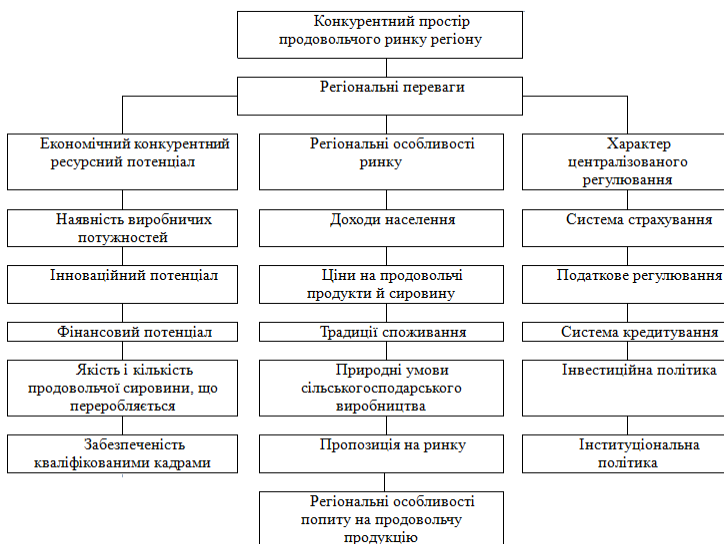 Конкурентний простір
продовольчого ринку регіону
Регіональні переваги
Економічний конкурентний
ресурсний потенціал
Регіональні особливості
ринку
Характер
централізованого
регулювання
Наявність виробничих
потужностей
Доходи населення
Система страхування
Інноваційний потенціал
Ціни на продовольчі
продукти й сировину
Податкове регулювання
Фінансовий потенціал
Традиції споживання
Система кредитування
Якість і кількість
продовольчої сировини, що
переробляється
Природні умови
сільськогосподарського
виробництва
Інвестиційна політика
Забезпеченість
кваліфікованими кадрами
Пропозиція на ринку
Інституціональна
політика
Регіональні особливості
попиту на продовольчу
продукцію